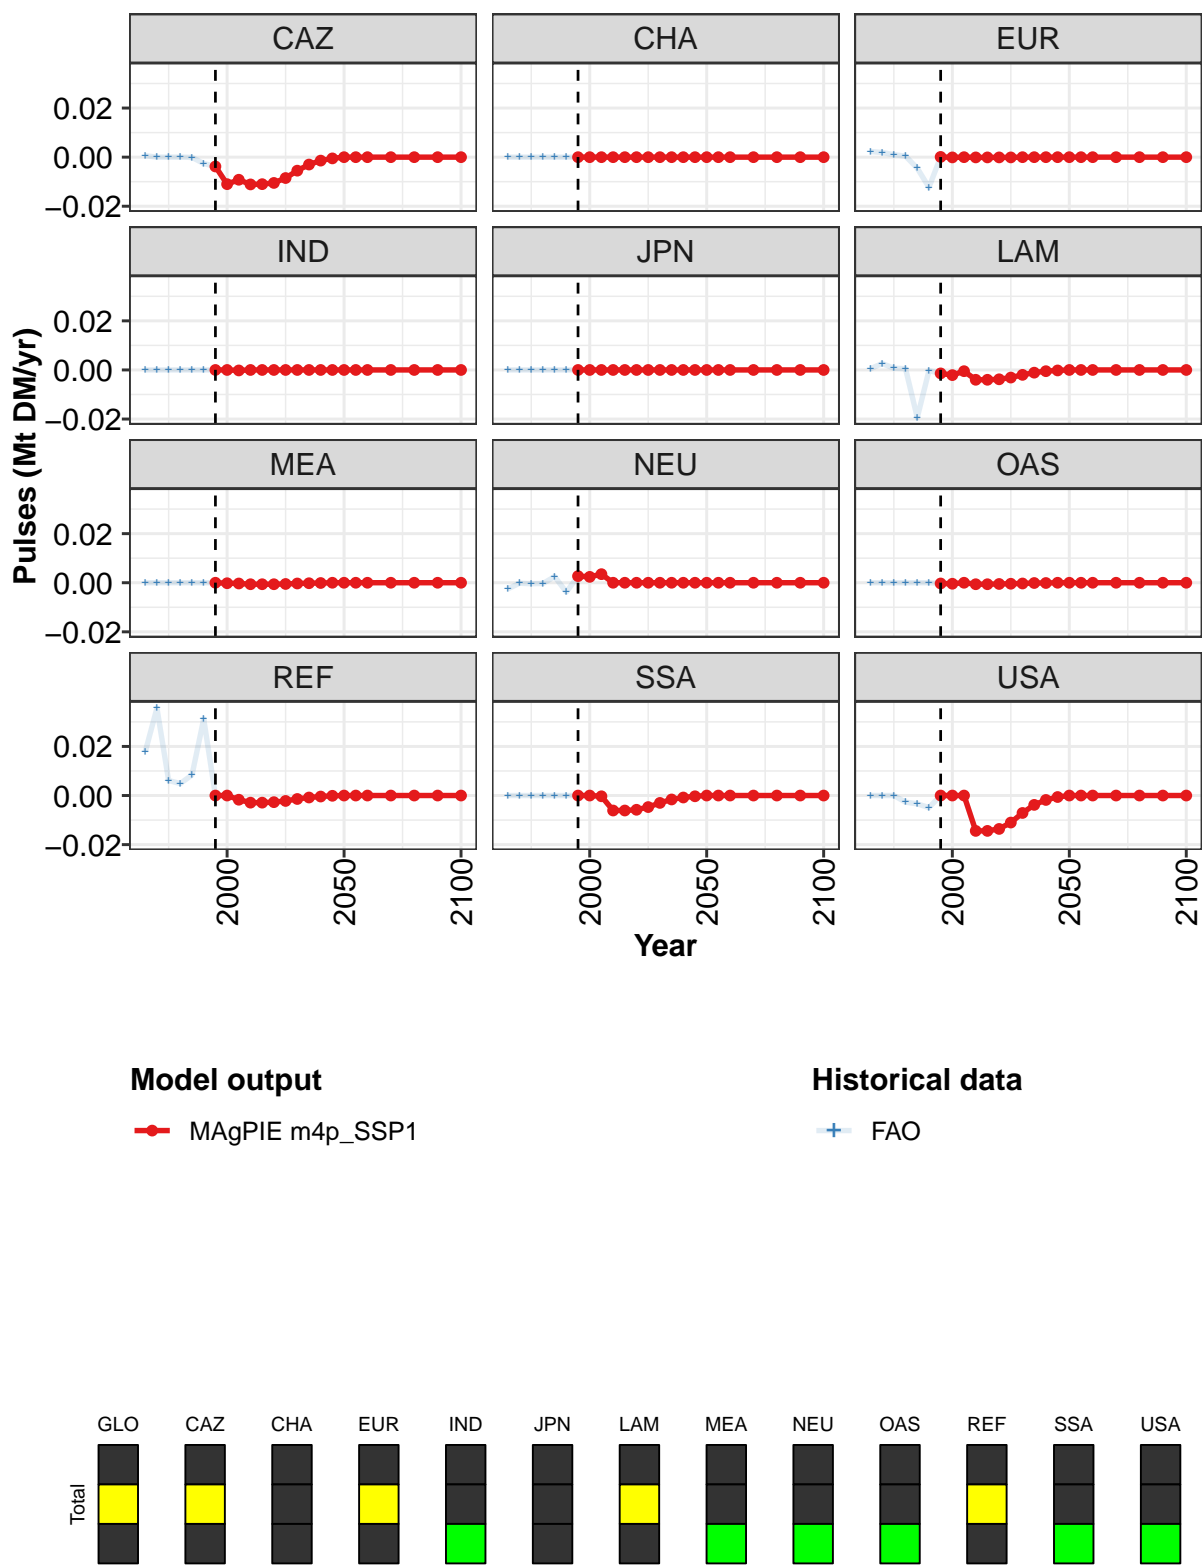 CAZ CHA EUR
0.02
0.00
−0.02
IND JPN LAM
0.02
0.00
−0.02
MEA NEU OAS
0.02
0.00
−0.02
REF SSA USA
0.02
0.00
−0.02
Pulses (Mt DM/yr)
2000 2050 2100 2000 2050 2100 2000 2050 2100
Year
Model output Historical data
MAgPIE m4p_SSP1 FAO
GLO CAZ CHA EUR IND JPN LAM MEA NEU OAS REF SSA USA
Total